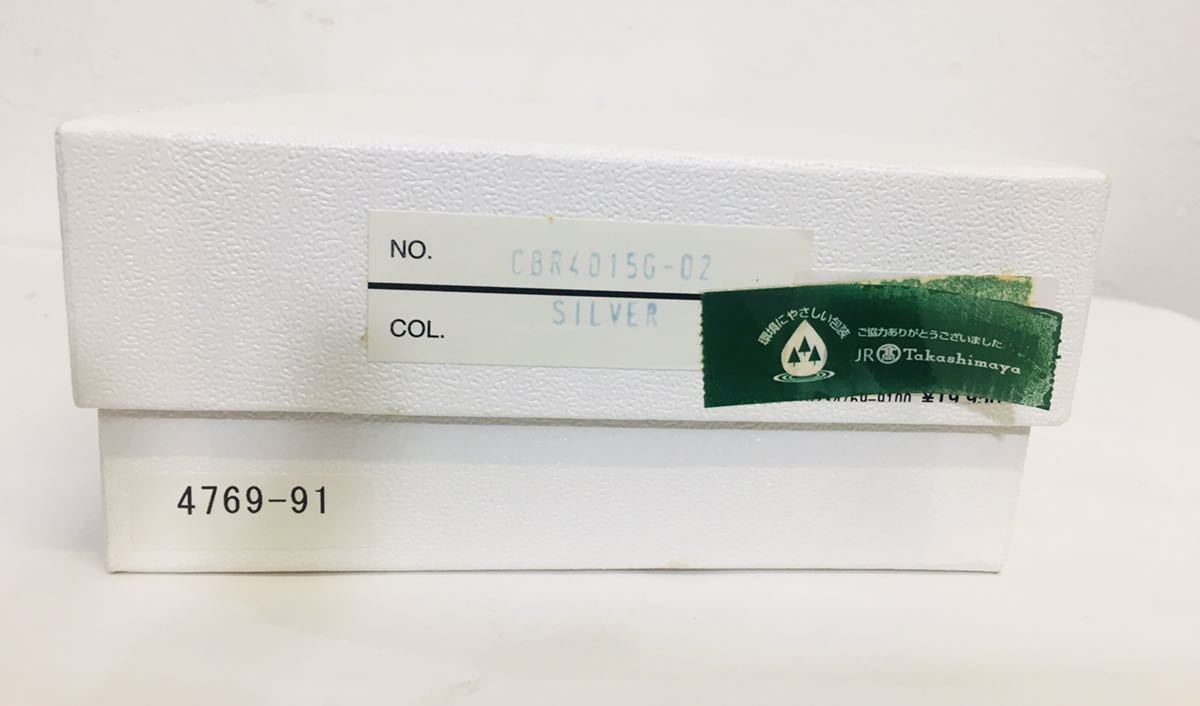 NO. CBR4015G-02
COL. SILVER
環境にやさしい包装
ご協力ありがとうございました
JR 髙 Takashimaya
4769-91